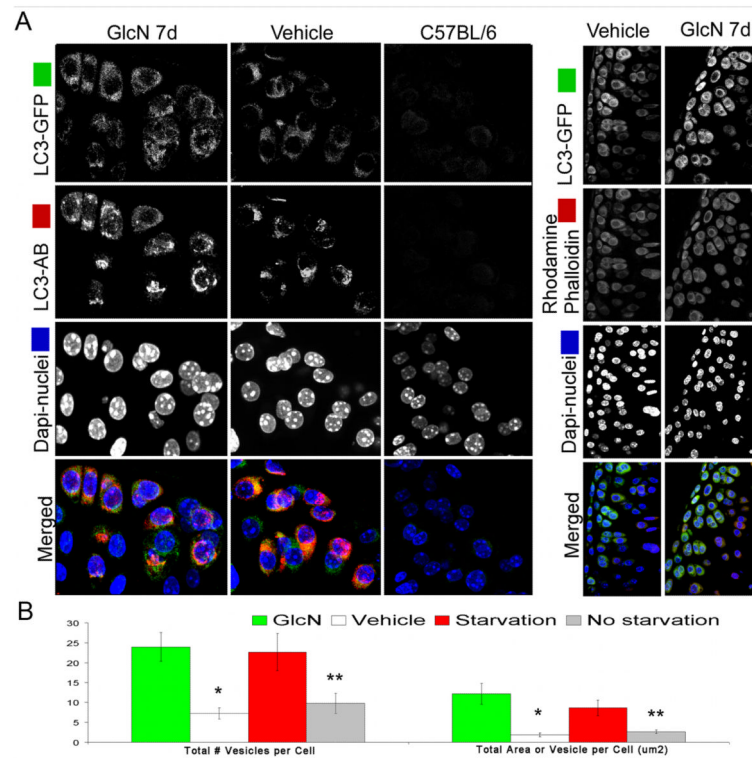 A
GlcN 7d
Vehicle
C57BL/6
LC3-GFP
LC3-AB
Dapi-nuclei
Merged
Vehicle
GlcN 7d
LC3-GFP
Rhodamine
Phalloidin
Dapi-nuclei
Merged
B
GlcN
Vehicle
Starvation
No starvation
30
25
20
15
10
5
0
*
**
*
**
Total # Vesicles per Cell
Total Area or Vesicle per Cell (um2)